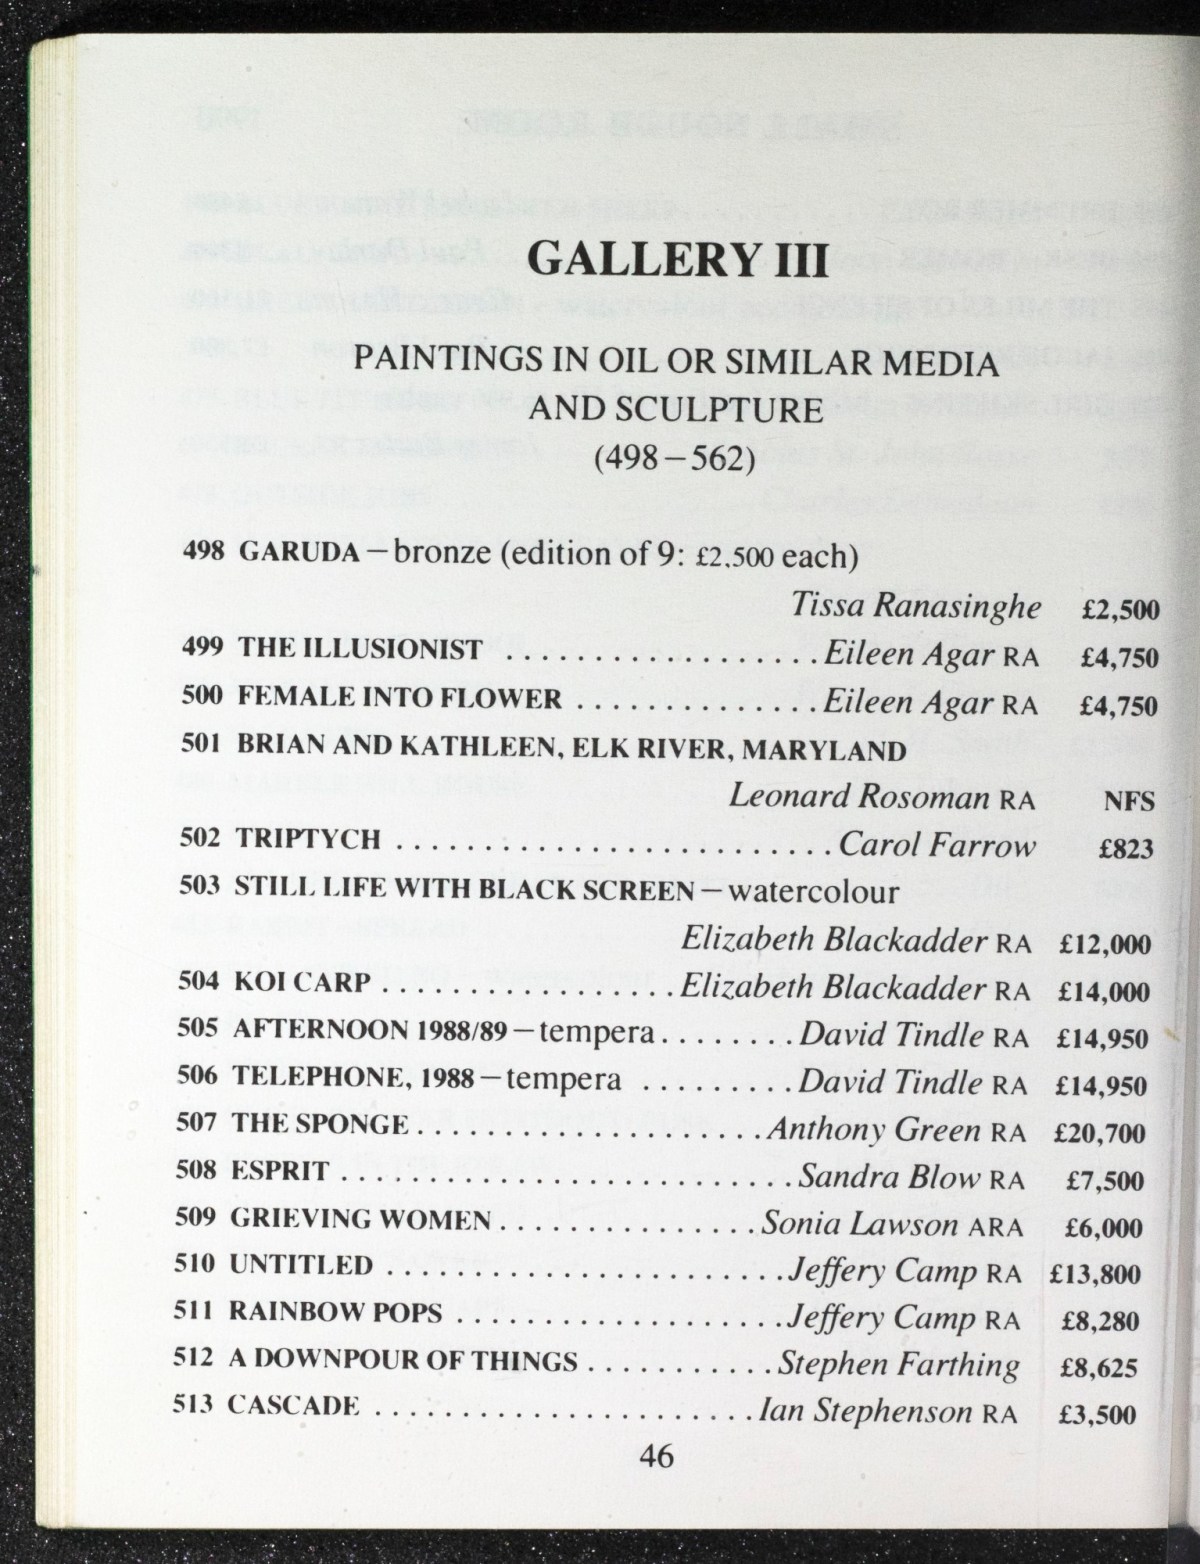 GALLERY III
PAINTINGS IN OIL OR SIMILAR MEDIA
AND SCULPTURE
(498–562)
498 GARUDA—bronze (edition of 9: £2,500 each)
Tissa Ranasinghe £2,500
499 THE ILLUSIONIST ...................Eileen Agar RA £4,750
500 FEMALE INTO FLOWER ...............Eileen Agar RA £4,750
501 BRIAN AND KATHLEEN, ELK RIVER, MARYLAND
Leonard Rosoman RA NFS
502 TRIPTYCH .........................Carol Farrow £823
503 STILL LIFE WITH BLACK SCREEN—watercolour
Elizabeth Blackadder RA £12,000
504 KOI CARP .................Elizabeth Blackadder RA £14,000
505 AFTERNOON 1988/89—tempera ........David Tindle RA £14,950
506 TELEPHONE, 1988—tempera .........David Tindle RA £14,950
507 THE SPONGE ....................Anthony Green RA £20,700
508 ESPRIT ..........................Sandra Blow RA £7,500
509 GRIEVING WOMEN ...............Sonia Lawson ARA £6,000
510 UNTITLED .......................Jeffery Camp RA £13,800
511 RAINBOW POPS ...................Jeffery Camp RA £8,280
512 A DOWNPOUR OF THINGS ...........Stephen Farthing £8,625
513 CASCADE ......................Ian Stephenson RA £3,500
46